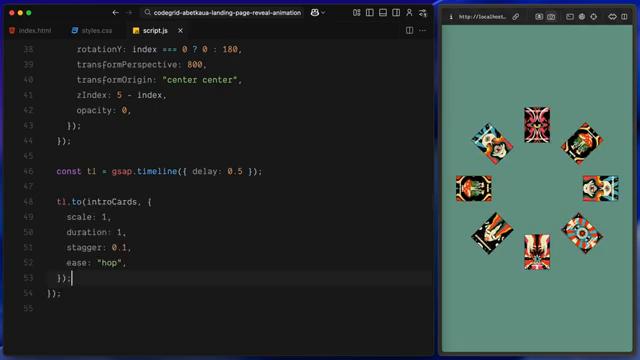 codegrid-abetkaua-landing-page-reveal-animation
index.html
styles.css
script.js
http://localhost...
38 rotationY: index === 0 ? 0 : 180,
39 transformPerspective: 800,
40 transformOrigin: "center center",
41 zIndex: 5 - index,
42 opacity: 0,
43 });
44 });
45
46 const tl = gsap.timeline({ delay: 0.5 });
47
48 tl.to(introCards, {
49 scale: 1,
50 duration: 1,
51 stagger: 0.1,
52 ease: "hop",
53 });
54 });
55